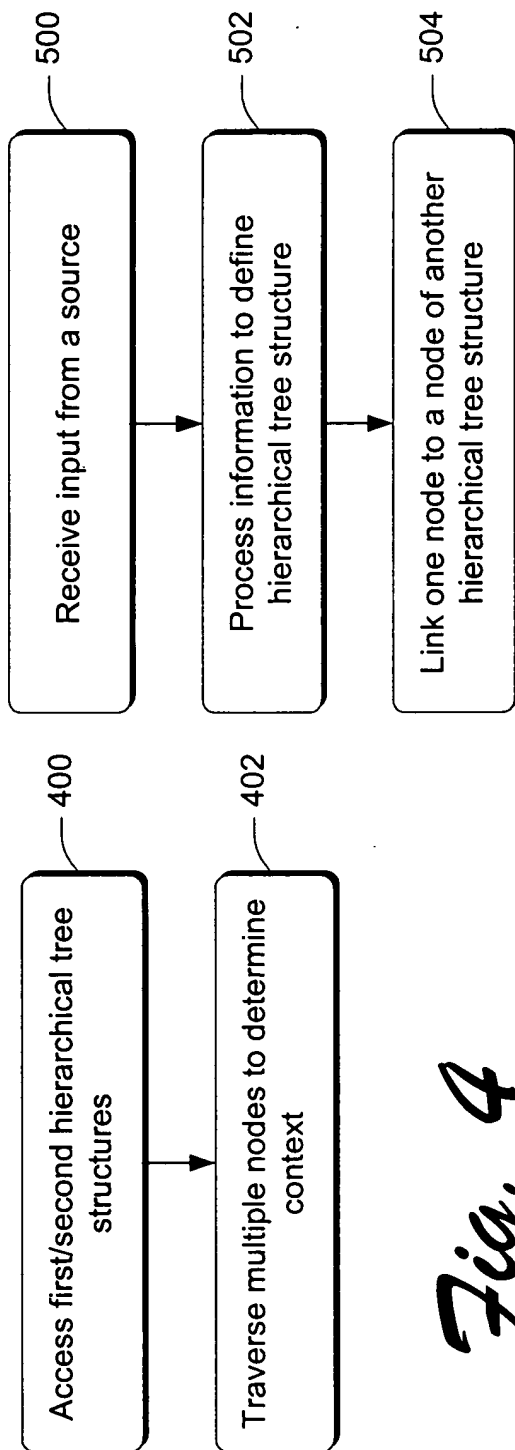 Access first/second hierarchical tree
structures
400
Traverse multiple nodes to determine
context
402
Fig. 4
Receive input from a source
500
Process information to define
hierarchical tree structure
502
Link one node to a node of another
hierarchical tree structure
504